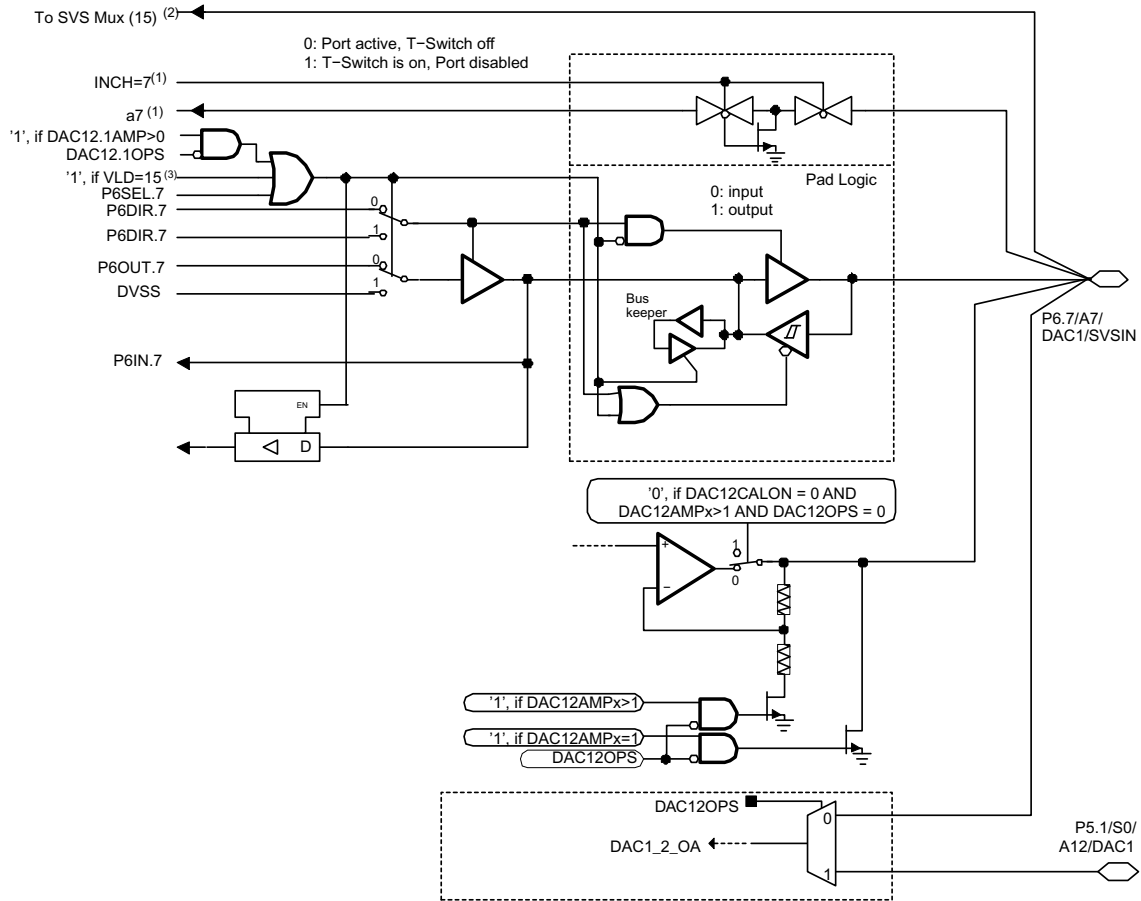 To SVS Mux (15) (2)
0: Port active, T−Switch off
1: T−Switch is on, Port disabled
INCH=7(1)
a7 (1)
’1’, if DAC12.1AMP>0
DAC12.1OPS
’1’, if VLD=15 (3)
P6SEL.7
P6DIR.7
0
P6DIR.7
1
P6OUT.7
0
DVSS
1
Pad Logic
0: input
1: output
Bus
keeper
P6IN.7
EN
D
P6.7/A7/
DAC1/SVSIN
’0’, if DAC12CALON = 0 AND
DAC12AMPx>1 AND DAC12OPS = 0
+
−
1
0
’1’, if DAC12AMPx>1
’1’, if DAC12AMPx=1
DAC12OPS
DAC12OPS
0
DAC1_2_OA
1
P5.1/S0/
A12/DAC1